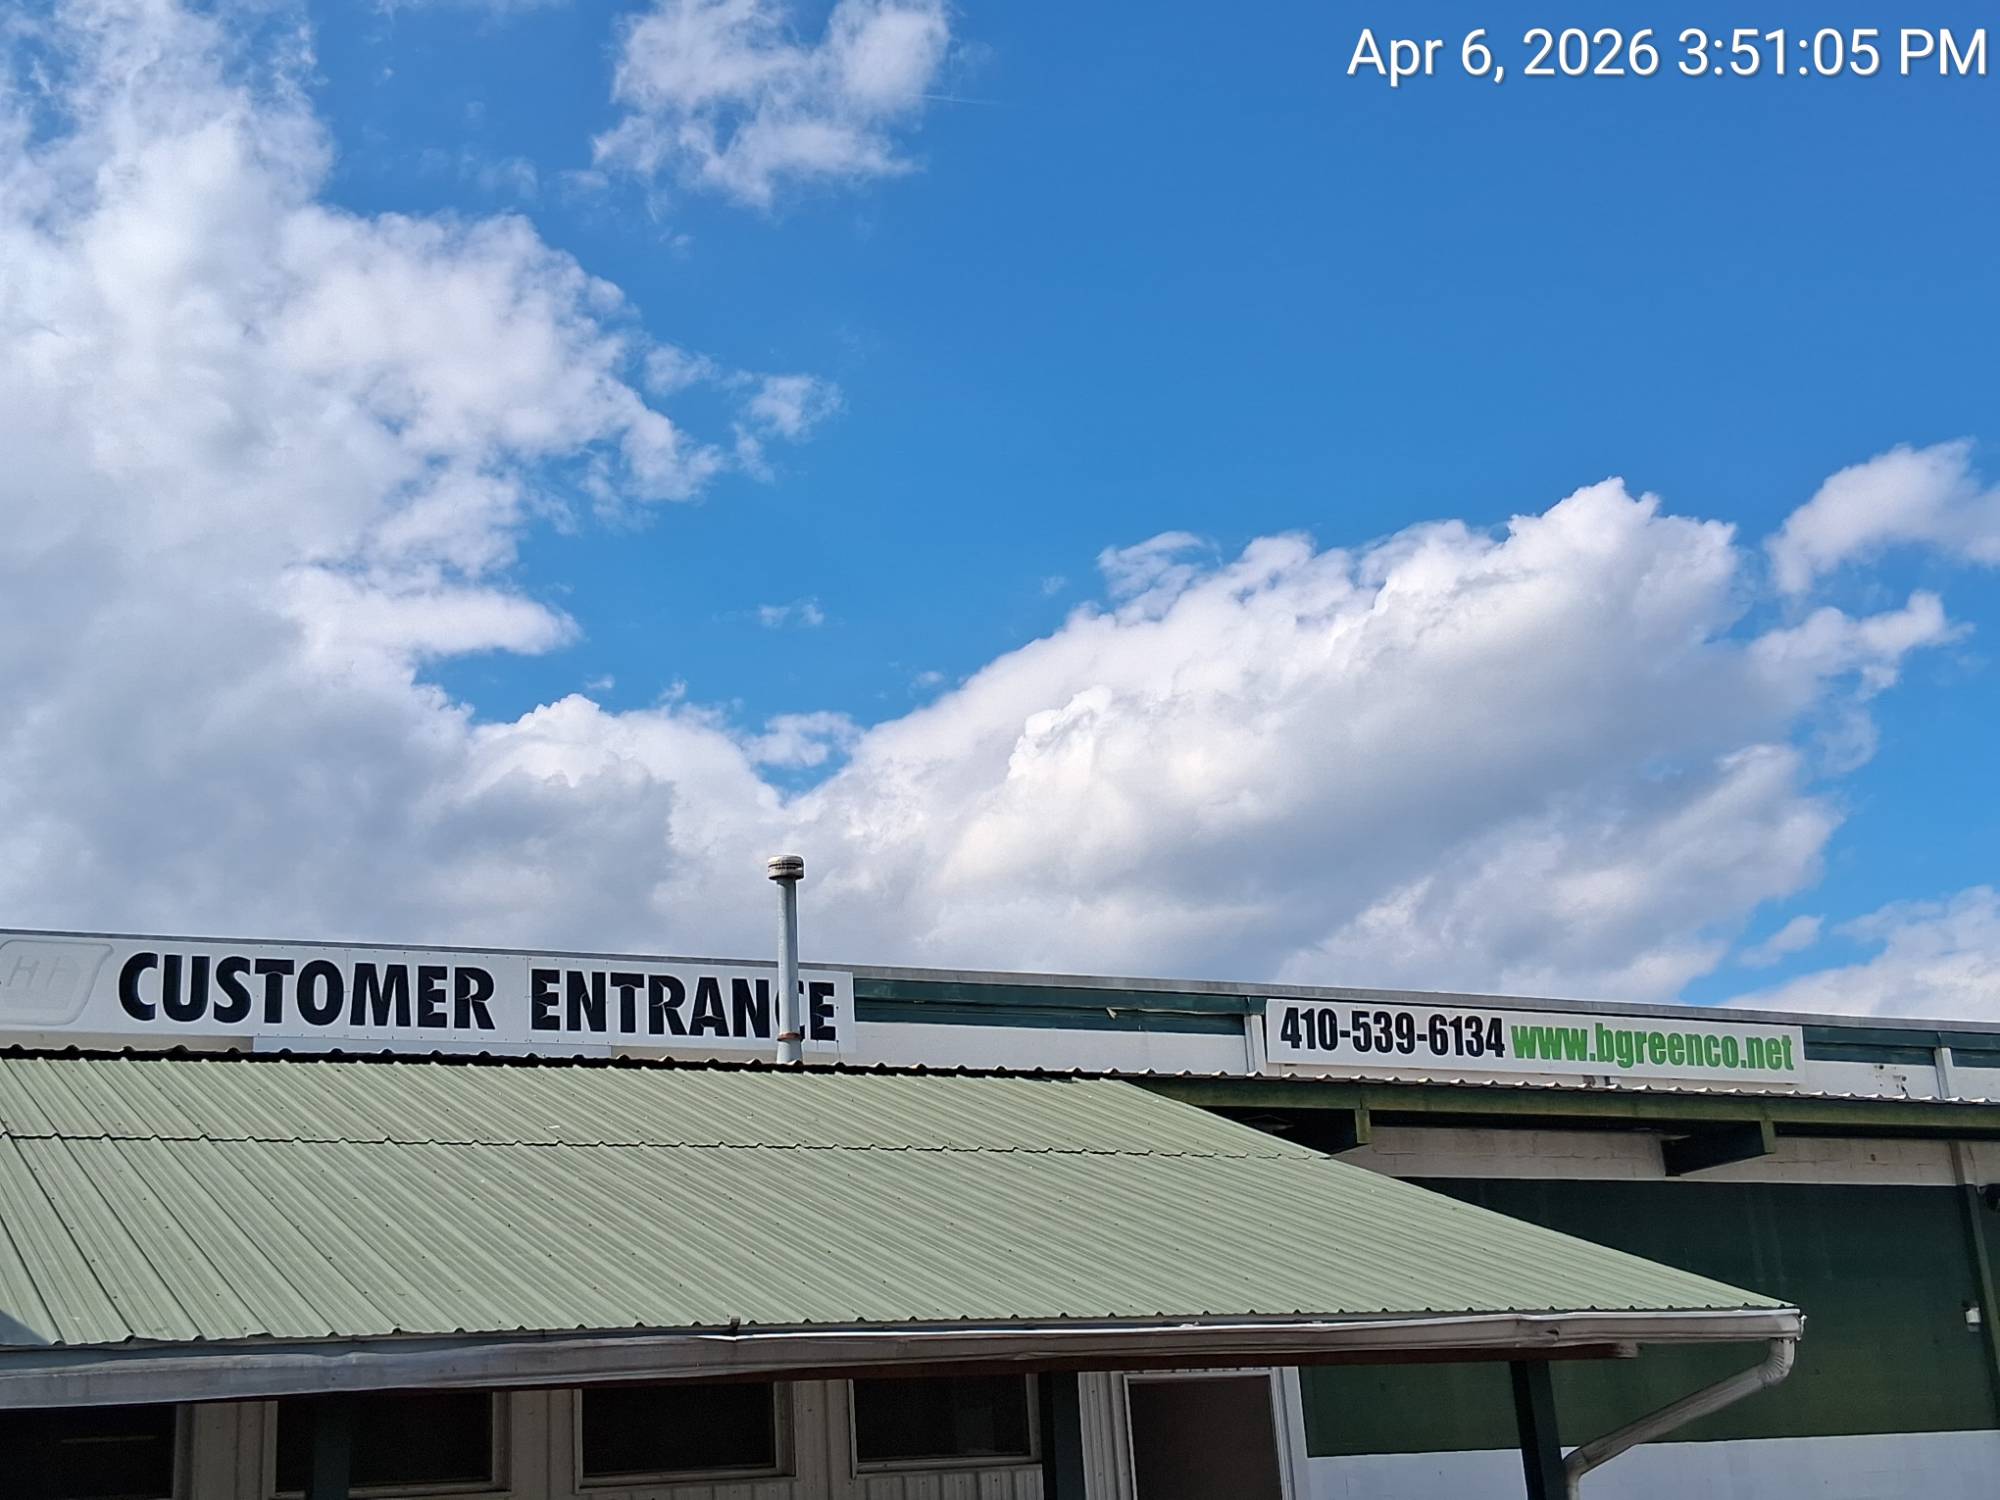 Apr 6, 2026 3:51:05 PM
CUSTOMER ENTRANCE
410-539-6134 www.bgreenco.net